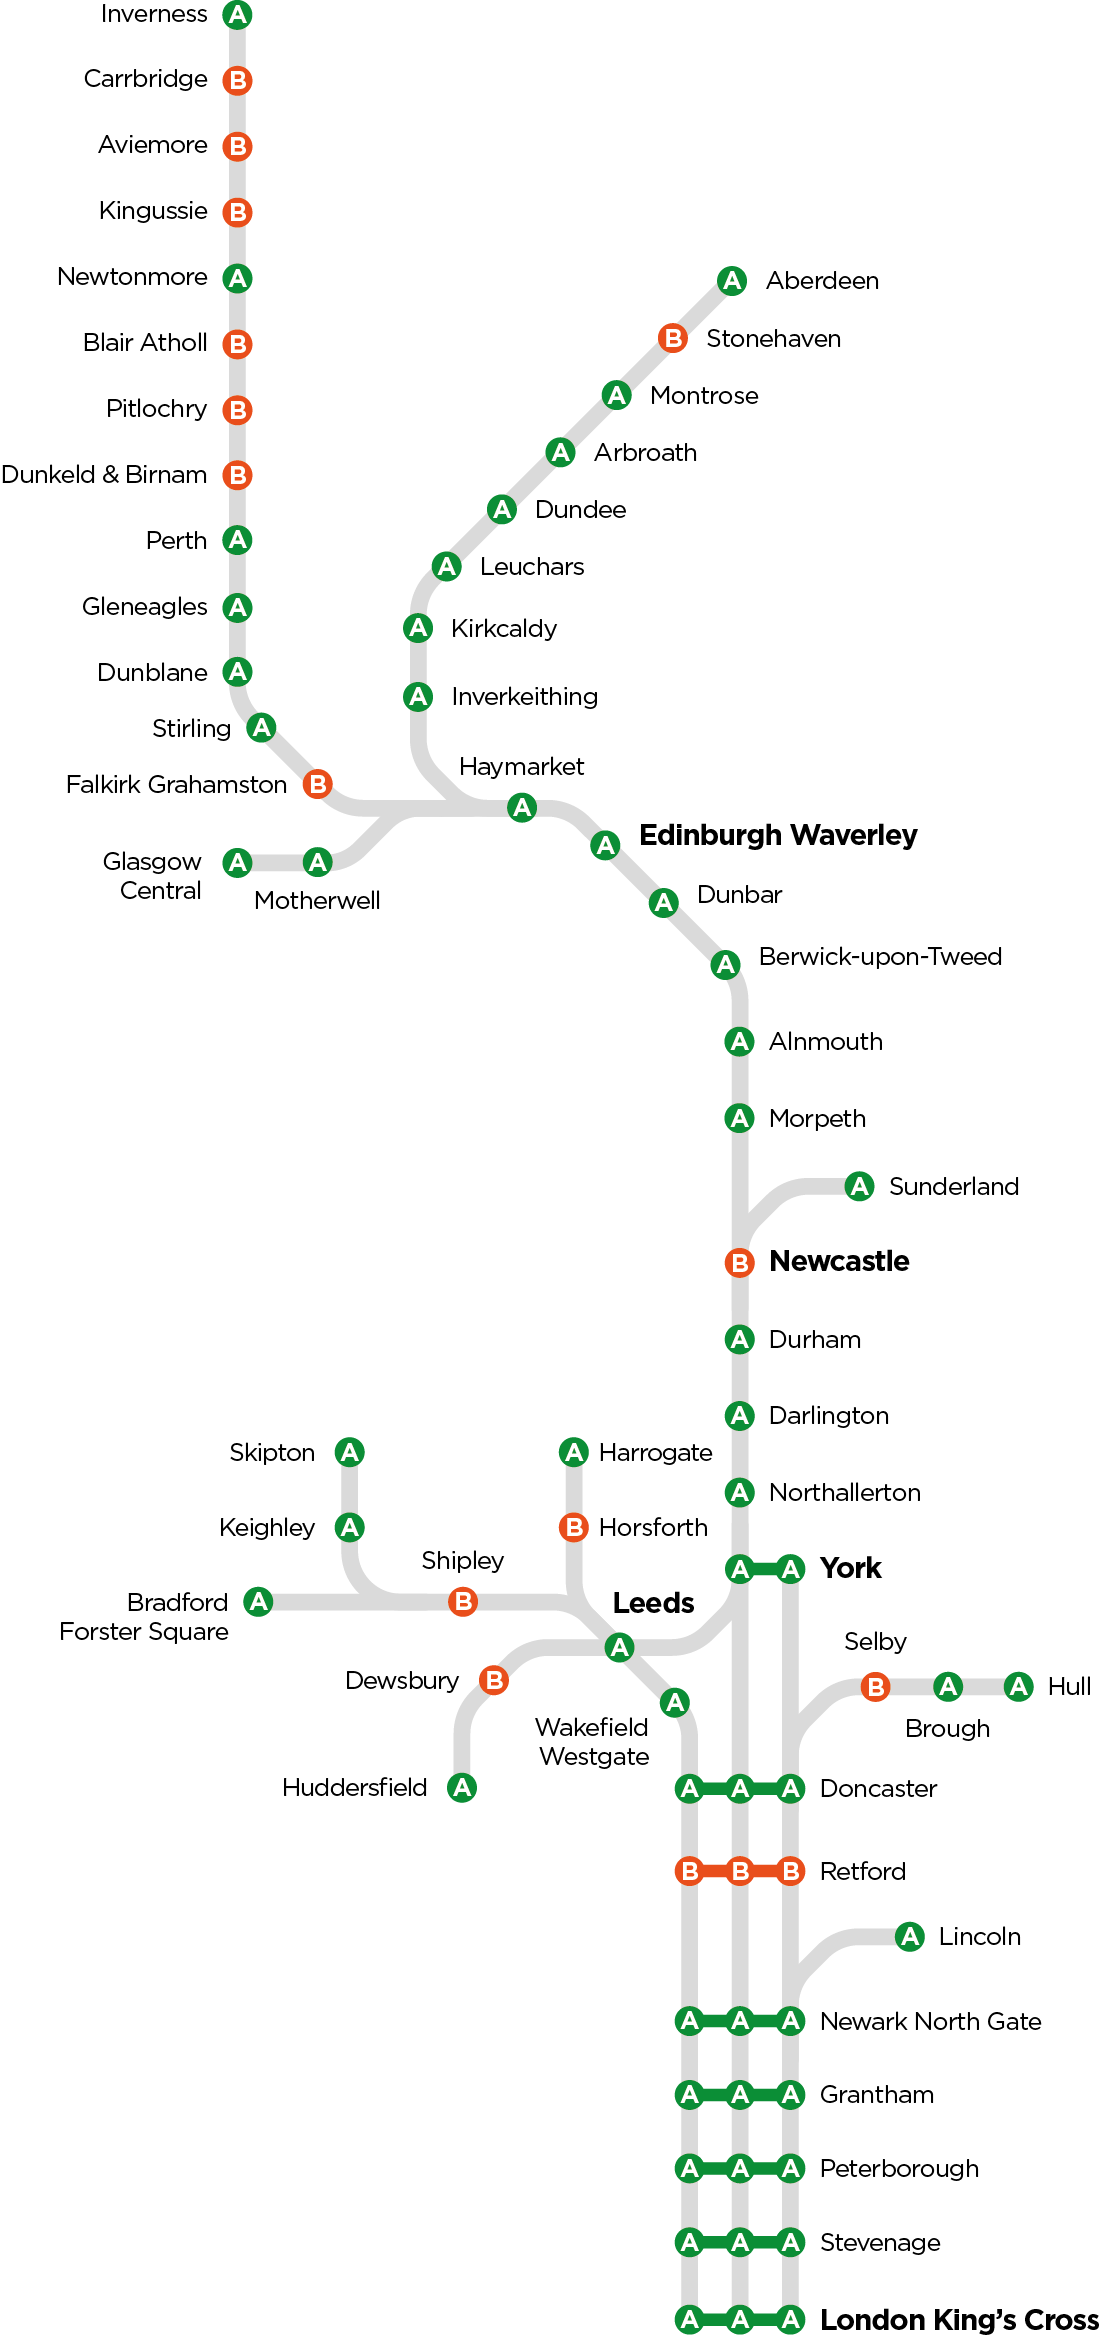 Inverness A
Carrbridge B
Aviemore B
Kingussie B
Newtonmore A
A Aberdeen
B Stonehaven
Blair Atholl B
A Montrose
Pitlochry B
A Arbroath
Dunkeld & Birnam B
A Dundee
Perth A
A Leuchars
Gleneagles A
A Kirkcaldy
Dunblane A
A Inverkeithing
Stirling A
Haymarket
A
Falkirk Grahamston B
A Edinburgh Waverley
Glasgow
Central
A A
Motherwell
A Dunbar
A Berwick-upon-Tweed
A Alnmouth
A Morpeth
A Sunderland
B Newcastle
A Durham
A Darlington
Skipton A
A Harrogate
A Northallerton
Keighley A
B Horsforth
Shipley
B
A A York
Bradford
Forster Square
A
Leeds
A
Selby
B A A Hull
Brough
Dewsbury B
A
Wakefield
Westgate
Huddersfield A
A A A Doncaster
B B B Retford
A Lincoln
A A A Newark North Gate
A A A Grantham
A A A Peterborough
A A A Stevenage
A A A London King’s Cross